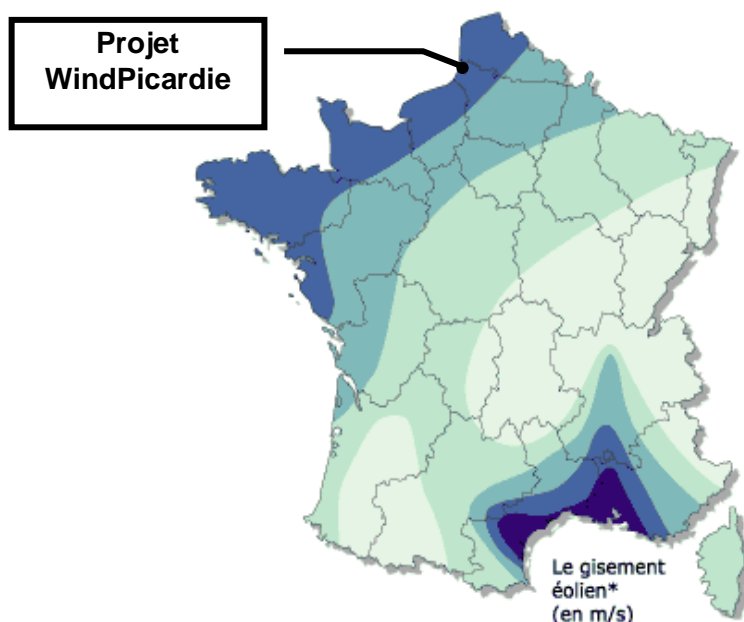 Projet
WindPicardie
Le gisement
éolien*
(en m/s)